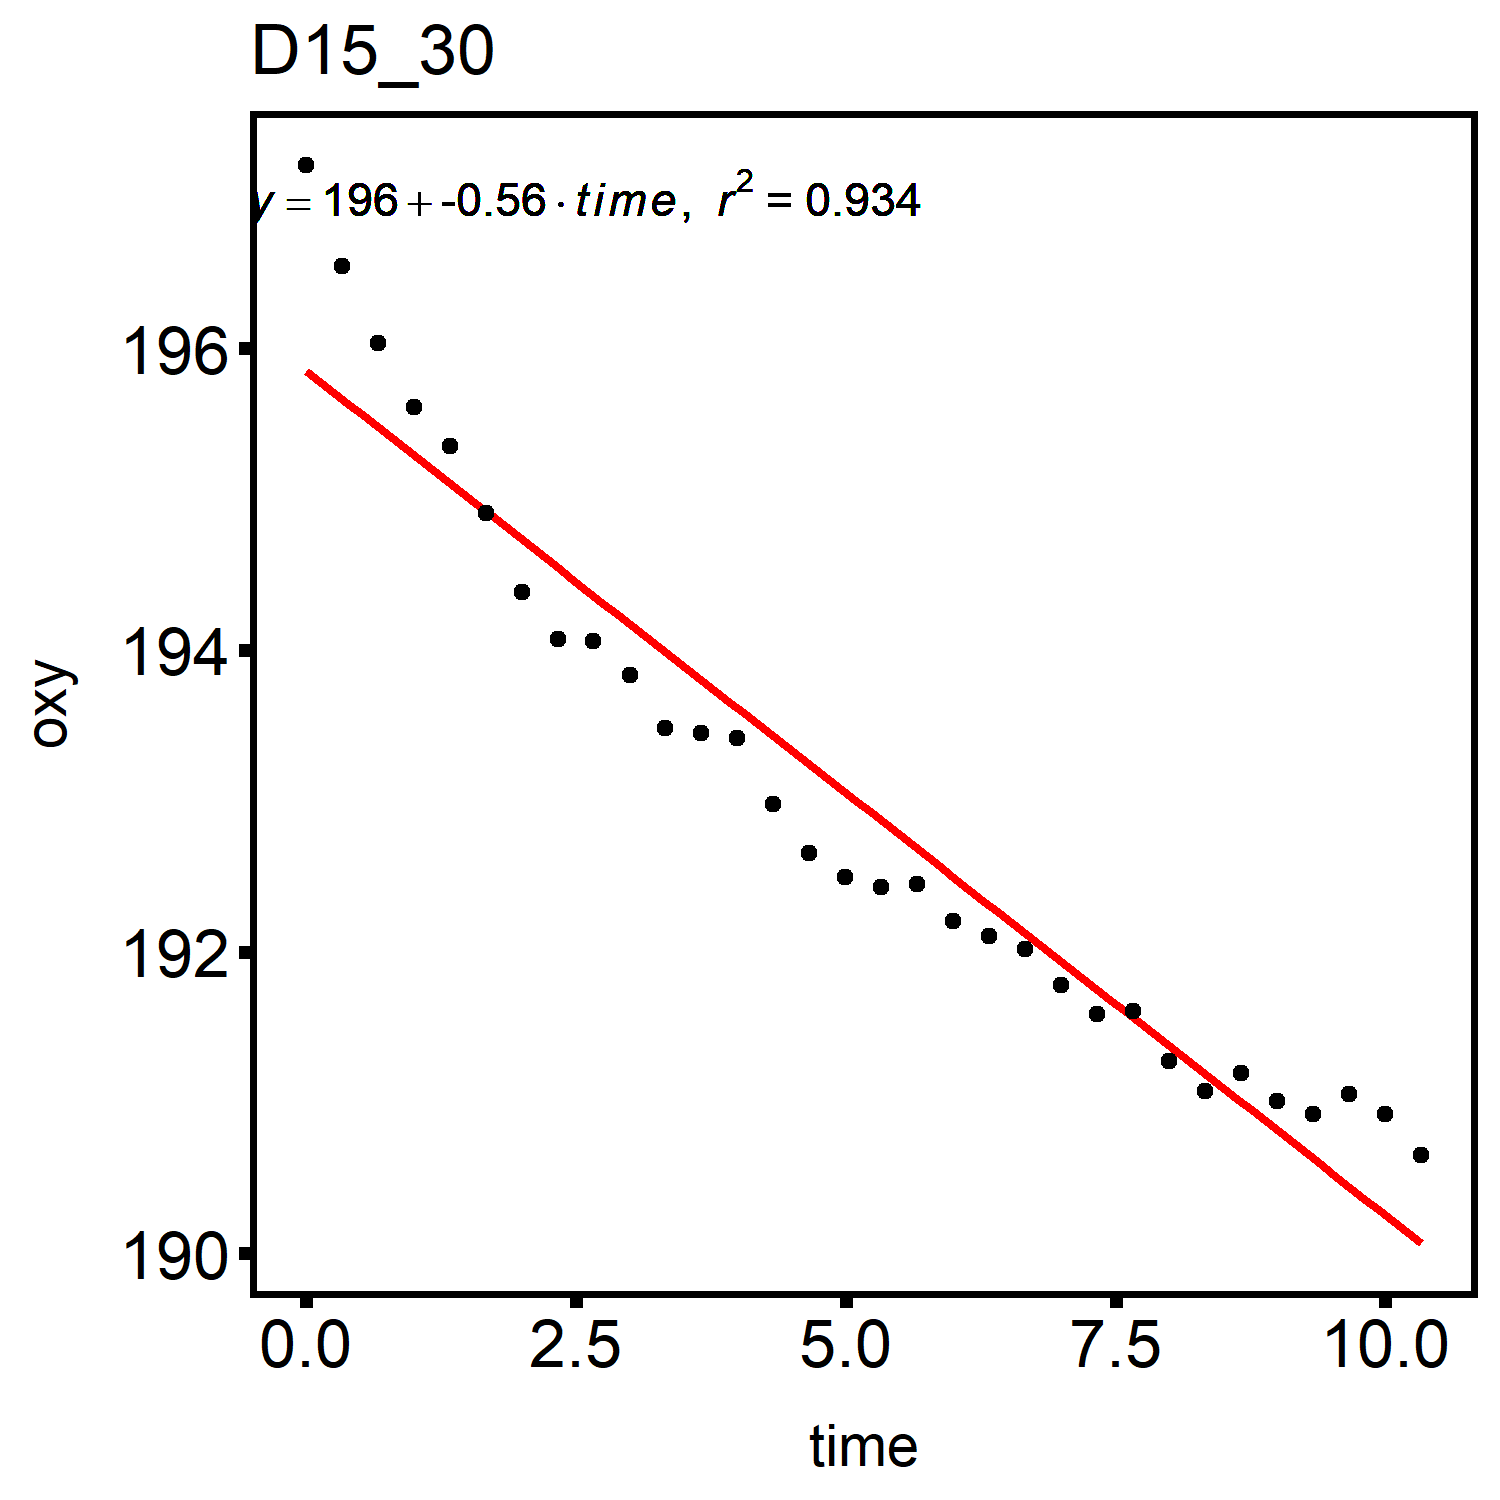 D15_30
y = 196 + -0.56 · time, r² = 0.934
196
194
192
190
oxy
0.0 2.5 5.0 7.5 10.0
time